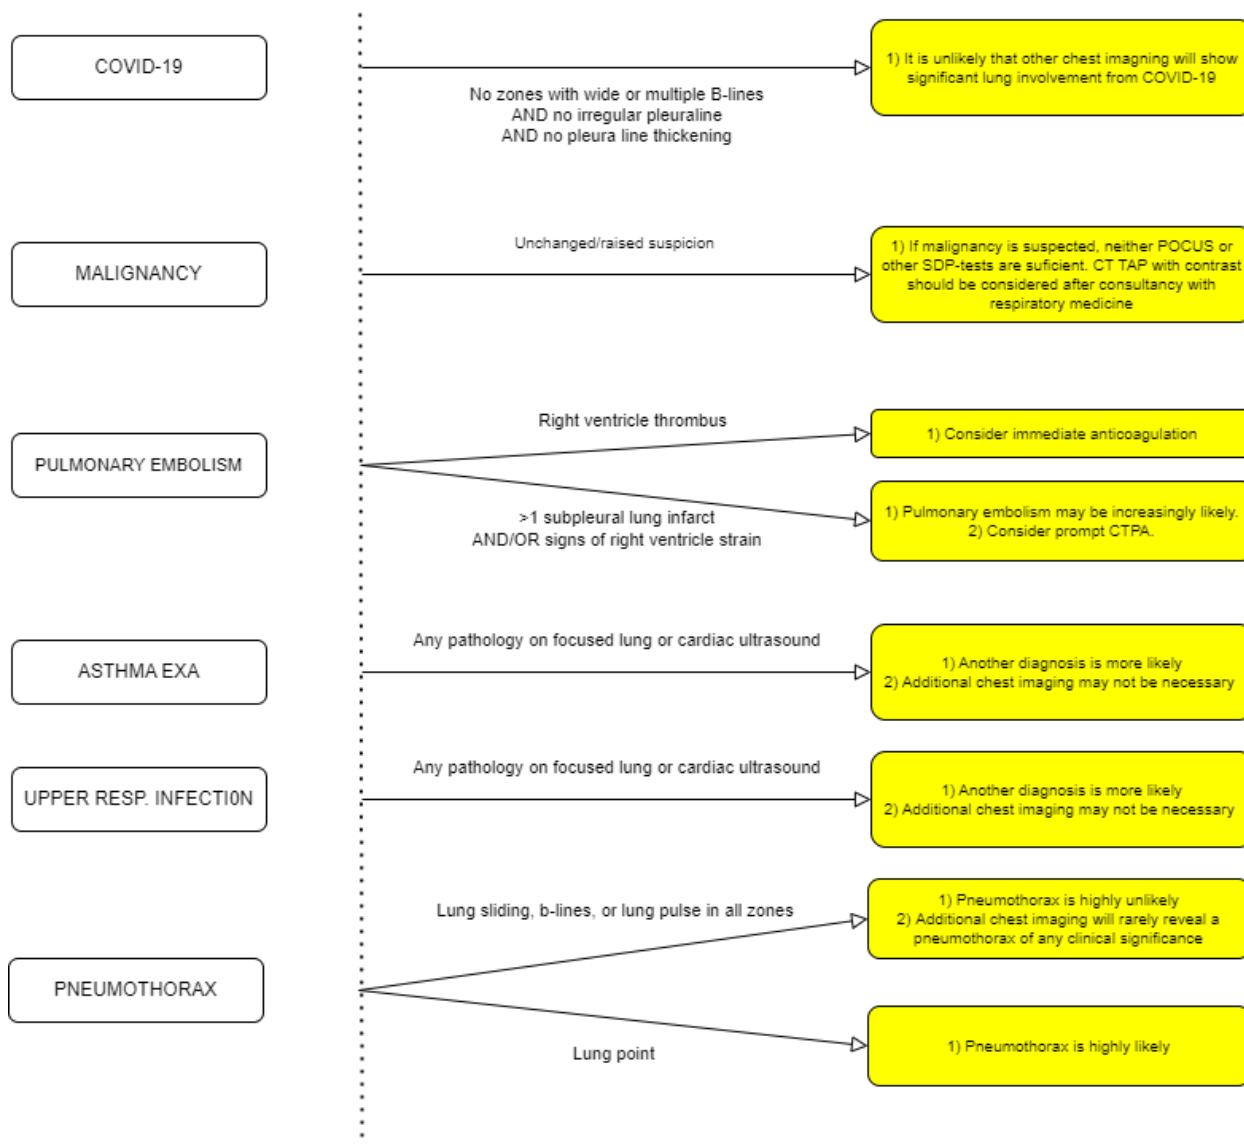 COVID-19
No zones with wide or multiple B-lines
AND no irregular pleuraline
AND no pleura line thickening
1) It is unlikely that other chest imagning will show
significant lung involvement from COVID-19
MALIGNANCY
Unchanged/raised suspicion
1) If malignancy is suspected, neither POCUS or
other SDP-tests are suficient. CT TAP with contrast
should be considered after consultancy with
respiratory medicine
PULMONARY EMBOLISM
Right ventricle thrombus
1) Consider immediate anticoagulation
>1 subpleural lung infarct
AND/OR signs of right ventricle strain
1) Pulmonary embolism may be increasingly likely.
2) Consider prompt CTPA.
ASTHMA EXA
Any pathology on focused lung or cardiac ultrasound
1) Another diagnosis is more likely
2) Additional chest imaging may not be necessary
UPPER RESP. INFECTI0N
Any pathology on focused lung or cardiac ultrasound
1) Another diagnosis is more likely
2) Additional chest imaging may not be necessary
PNEUMOTHORAX
Lung sliding, b-lines, or lung pulse in all zones
1) Pneumothorax is highly unlikely
2) Additional chest imaging will rarely reveal a
pneumothorax of any clinical significance
Lung point
1) Pneumothorax is highly likely